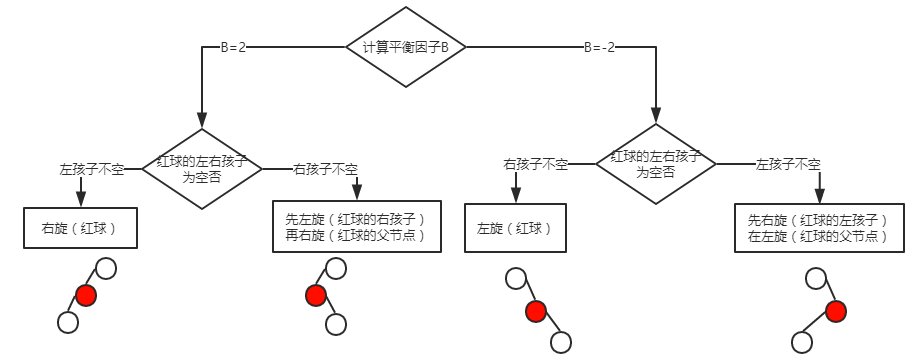 计算平衡因子B
B=2
B=-2
红球的左右孩子
为空否
左孩子不空
右孩子不空
右旋（红球）
先左旋（红球的右孩子）
再右旋（红球的父节点）
红球的左右孩子
为空否
右孩子不空
左孩子不空
左旋（红球）
先右旋（红球的左孩子）
在左旋（红球的父节点）